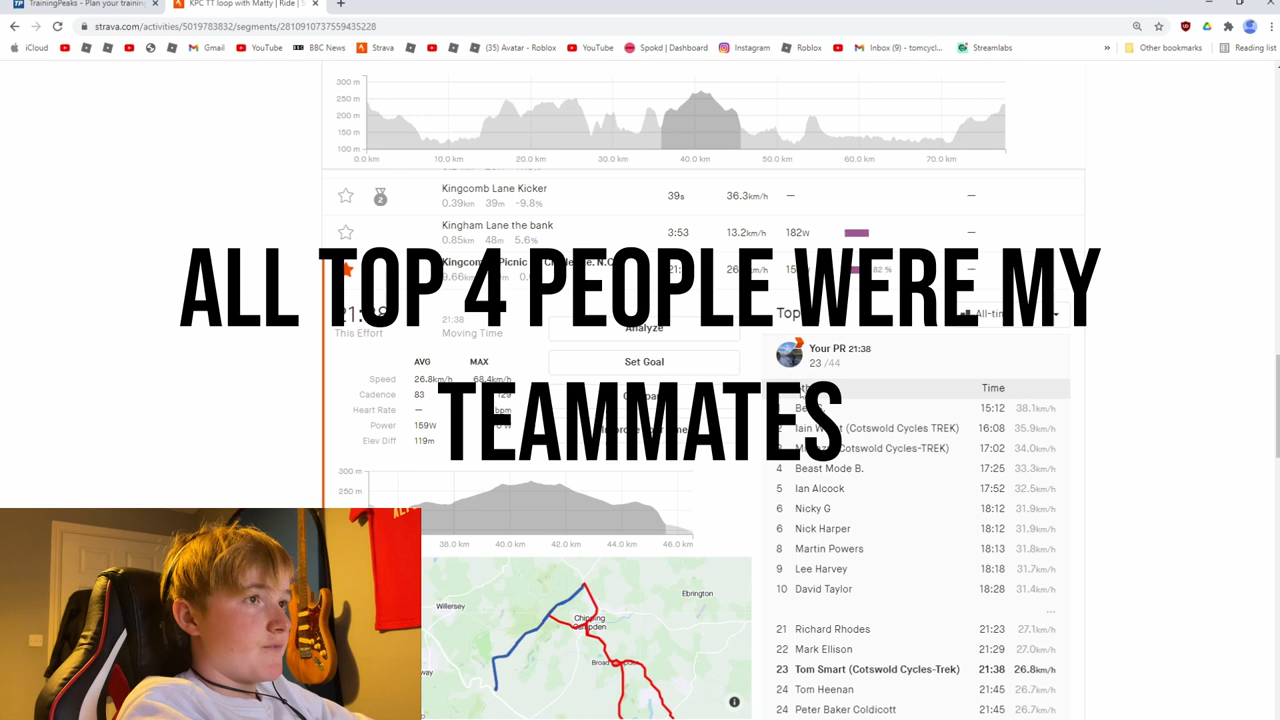 TrainingPeaks - Plan your training
KPC TT loop with Matty | Ride |
strava.com/activities/5019783832/segments/2810910737559435228
iCloud
Gmail
YouTube
BBC News
Strava
(35) Avatar - Roblox
YouTube
Spokd | Dashboard
Instagram
Roblox
Inbox (9) - tomcycl...
Streamlabs
»
Other bookmarks
Reading list
300 m
250 m
200 m
150 m
100 m
0.0 km 10.0 km 20.0 km 30.0 km 40.0 km 50.0 km 60.0 km 70.0 km
Kingcomb Lane Kicker
0.39km 39m -9.8%
39s 36.3km/h — —
2
Kingham Lane the bank
0.85km 48m 5.6%
3:53 13.2km/h 182W —
ALL TOP 4 PEOPLE WERE MY
TEAMMATES
82 %
21:38
This Effort
21:38
Moving Time
Analyze
Set Goal
AVG MAX
Speed 26.8km/h 68.4km/h
Cadence 83 129
Heart Rate — bpm
Power 159W
Elev Diff 119m
300 m
250 m
38.0 km 40.0 km 42.0 km 44.0 km 46.0 km
Willersey
Ebrington
Chipping
Campden
Top
All-tim
Your PR 21:38
23 /44
Time
15:12 38.1km/h
2 Iain (Cotswold Cycles TREK) 16:08 35.9km/h
Cotswold Cycles-TREK) 17:02 34.0km/h
4 Beast Mode B. 17:25 33.3km/h
5 Ian Alcock 17:52 32.5km/h
6 Nicky G 18:12 31.9km/h
6 Nick Harper 18:12 31.9km/h
8 Martin Powers 18:13 31.8km/h
9 Lee Harvey 18:18 31.7km/h
10 David Taylor 18:28 31.4km/h
...
21 Richard Rhodes 21:23 27.1km/h
22 Mark Ellison 21:29 27.0km/h
23 Tom Smart (Cotswold Cycles-Trek) 21:38 26.8km/h
24 Tom Heenan 21:45 26.7km/h
24 Peter Baker Coldicott 21:45 26.7km/h